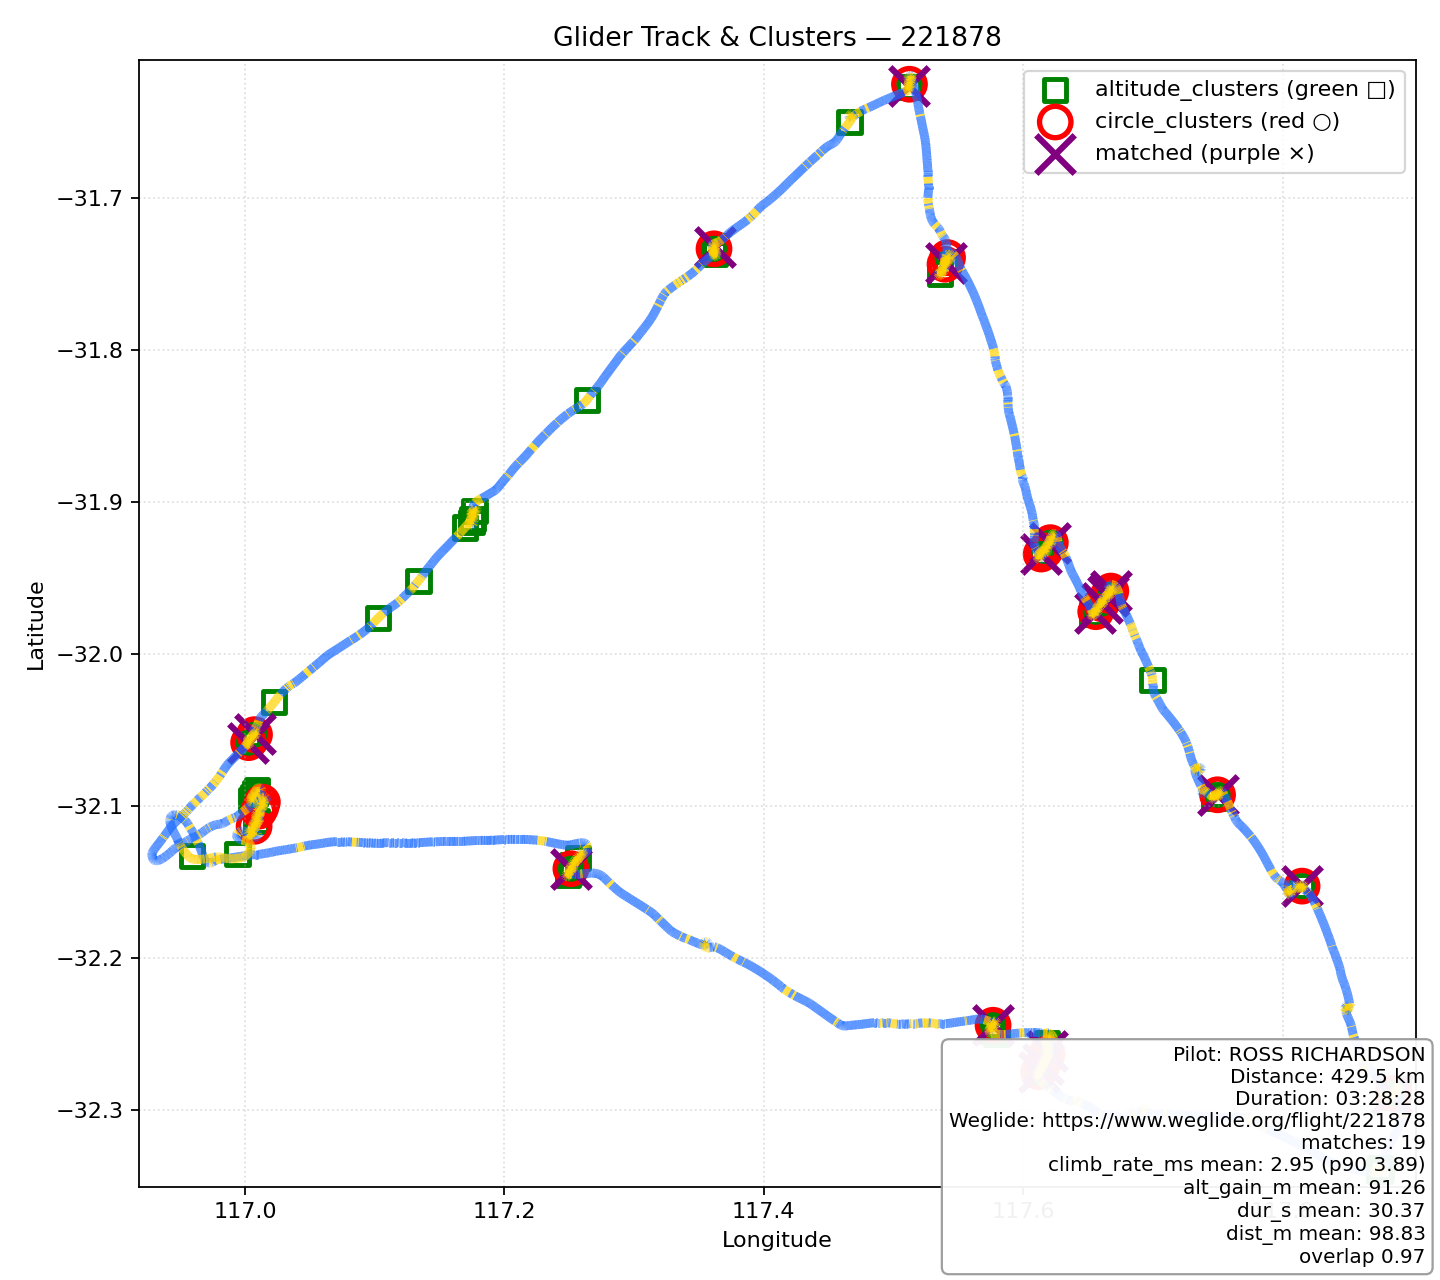 Glider Track & Clusters — 221878
altitude_clusters (green □)
circle_clusters (red ○)
matched (purple ×)
−31.7
−31.8
−31.9
−32.0
−32.1
−32.2
−32.3
Latitude
117.0
117.2
117.4
117.6
Longitude
Pilot: ROSS RICHARDSON
Distance: 429.5 km
Duration: 03:28:28
Weglide: https://www.weglide.org/flight/221878
matches: 19
climb_rate_ms mean: 2.95 (p90 3.89)
alt_gain_m mean: 91.26
dur_s mean: 30.37
dist_m mean: 98.83
overlap 0.97